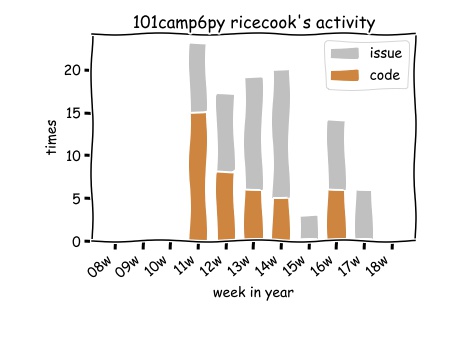 101camp6py ricecook's activity
issue
code
times
20
15
10
5
0
08w 09w 10w 11w 12w 13w 14w 15w 16w 17w 18w
week in year